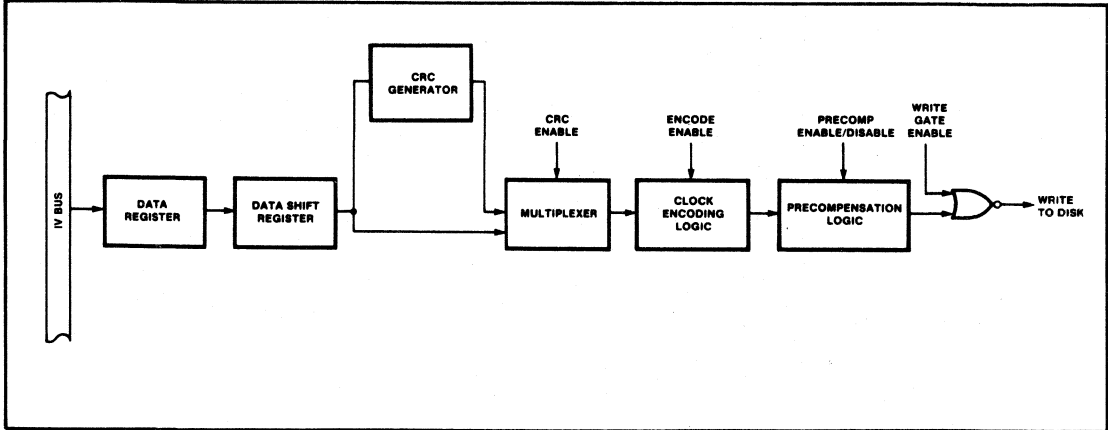 CRC
GENERATOR
CRC
ENABLE
ENCODE
ENABLE
PRECOMP
ENABLE/DISABLE
WRITE
GATE
ENABLE
IV BUS
DATA
REGISTER
DATA SHIFT
REGISTER
MULTIPLEXER
CLOCK
ENCODING
LOGIC
PRECOMPENSATION
LOGIC
WRITE
TO DISK